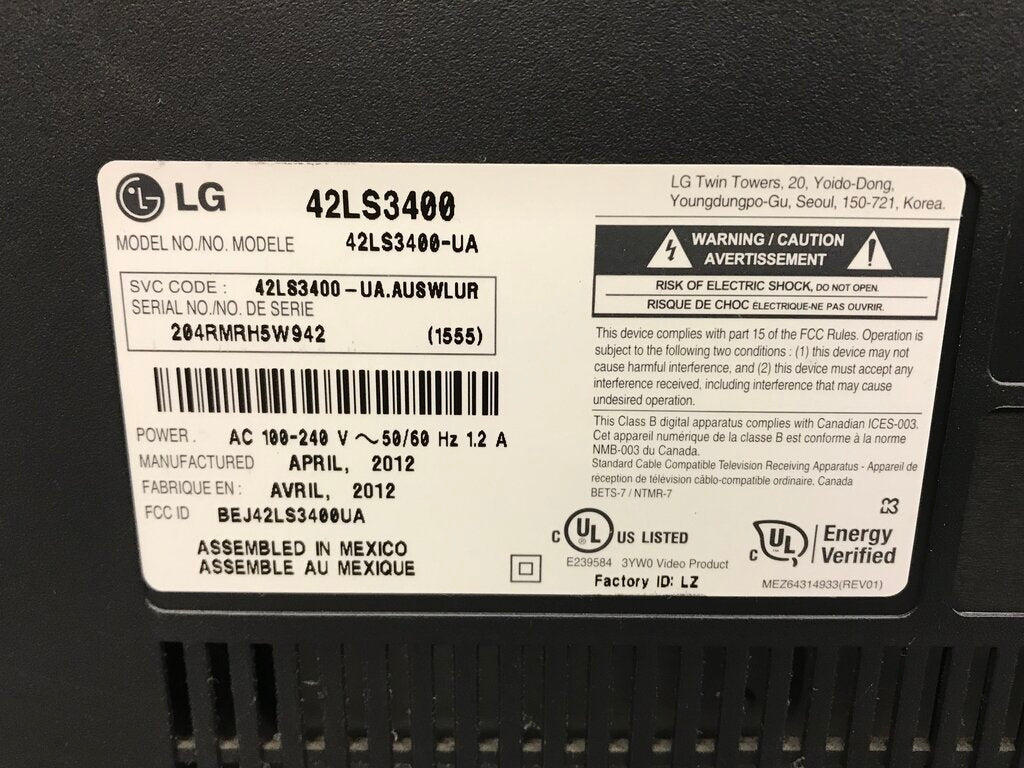 LG
42LS3400
MODEL NO./NO. MODELE 42LS3400-UA
SVC CODE : 42LS3400-UA.AUSWLUR
SERIAL NO./NO. DE SERIE
204RMRH5W942 (1555)
POWER. AC 100-240 V ~ 50/60 Hz 1.2 A
MANUFACTURED APRIL, 2012
FABRIQUE EN : AVRIL, 2012
FCC ID BEJ42LS3400UA
ASSEMBLED IN MEXICO
ASSEMBLE AU MEXIQUE
LG Twin Towers, 20, Yoido-Dong,
Youngdungpo-Gu, Seoul, 150-721, Korea.
WARNING / CAUTION
AVERTISSEMENT
RISK OF ELECTRIC SHOCK, DO NOT OPEN.
RISQUE DE CHOC ÉLECTRIQUE-NE PAS OUVRIR.
This device complies with part 15 of the FCC Rules. Operation is
subject to the following two conditions : (1) this device may not
cause harmful interference, and (2) this device must accept any
interference received, including interference that may cause
undesired operation.
This Class B digital apparatus complies with Canadian ICES-003.
Cet appareil numérique de la classe B est conforme à la norme
NMB-003 du Canada.
Standard Cable Compatible Television Receiving Apparatus - Appareil de
réception de télévision câblo-compatible ordinaire, Canada
BETS-7 / NTMR-7
C UL US LISTED
E239584 3YW0 Video Product
Factory ID: LZ
C UL Energy
Verified
MEZ64314933(REV01)